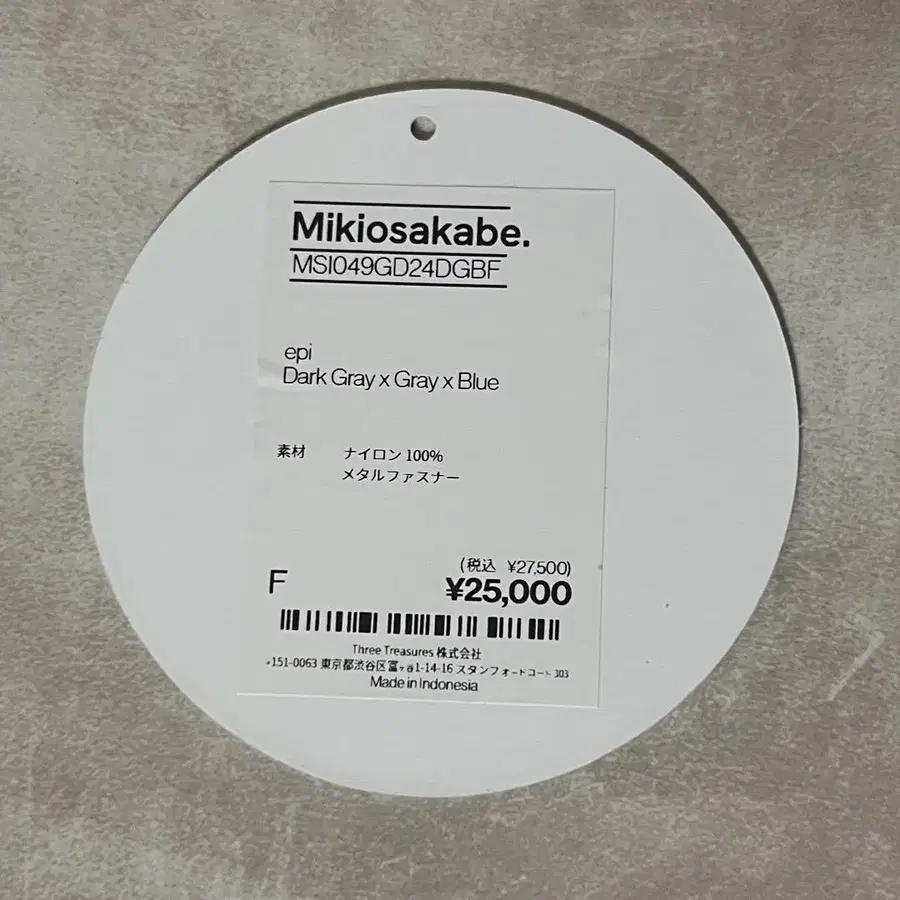 Mikiosakabe.
MSI049GD24DGBF
epi
Dark Gray x Gray x Blue
素材 ナイロン 100%
メタルファスナー
(税込 ¥27,500)
F ¥25,000
Three Treasures 株式会社
151-0063 東京都渋谷区富ヶ谷1-14-16 スタンフォードコート 303
Made in Indonesia